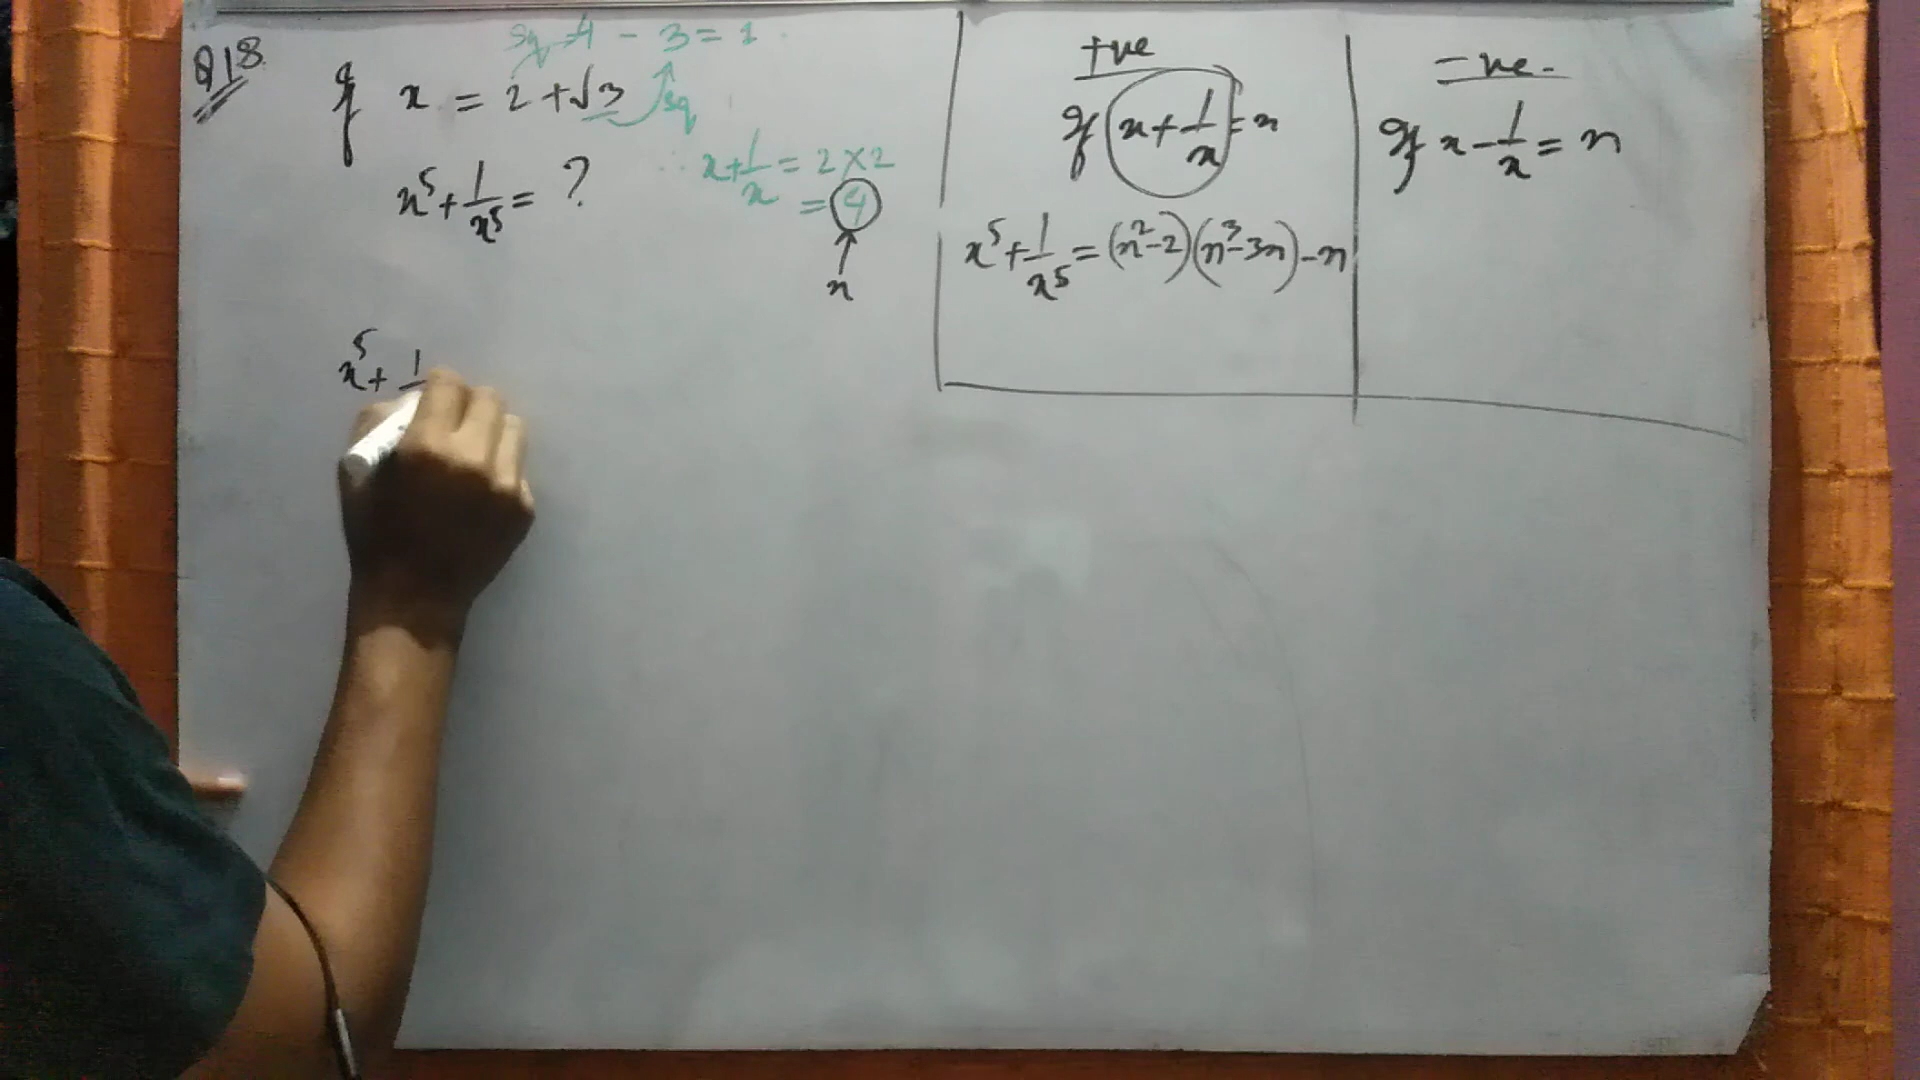 Q18
sq 4 - 3 = 1
If x = 2 + √3
sq
x⁵ + 1/x⁵ = ?
x + 1/x = 2 × 2
= 4
n
x⁵ + 1
+ve
If x + 1/x = n
x⁵ + 1/x⁵ = (n² - 2)(n³ - 3n) - n
-ve.
If x - 1/x = n